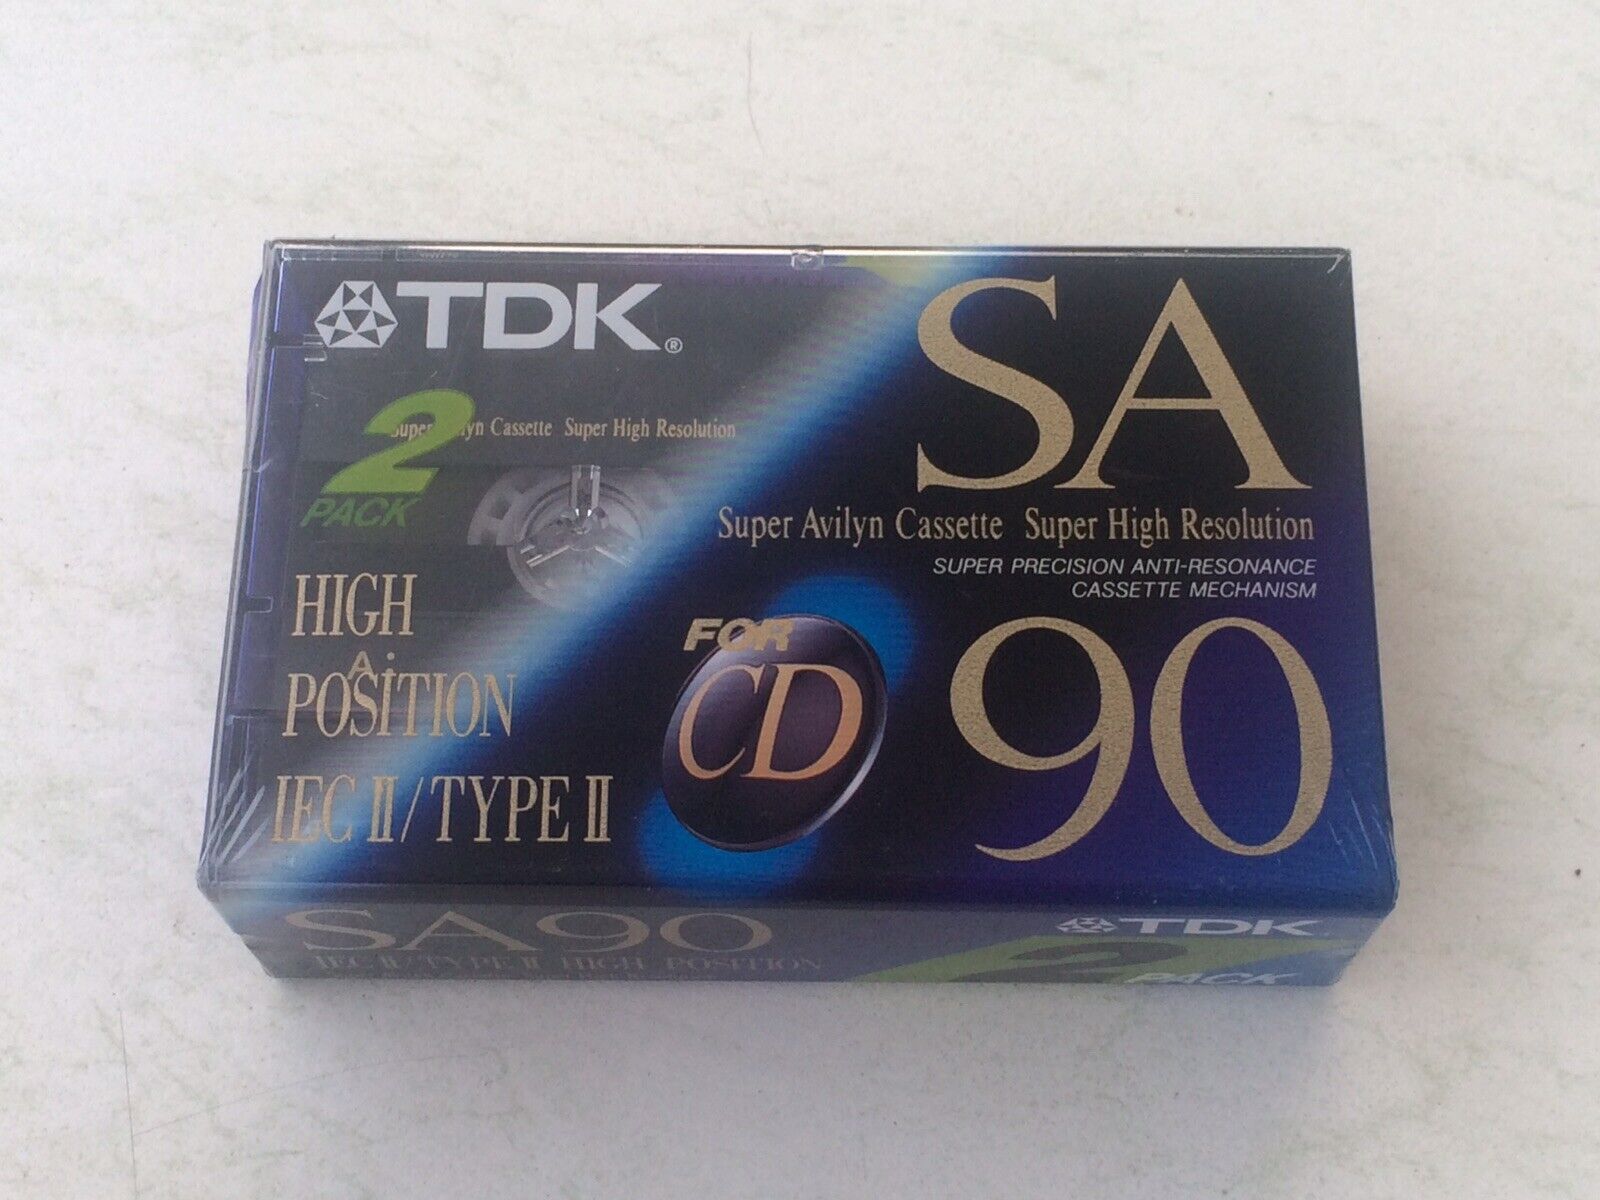 TDK®
SA
2
PACK
Super Avilyn Cassette Super High Resolution
Super Avilyn Cassette Super High Resolution
SUPER PRECISION ANTI-RESONANCE
CASSETTE MECHANISM
HIGH
POSITION
IEC II/TYPE II
FOR
CD
90
A
SA90
IEC II/TYPE II HIGH POSITION
TDK
2
PACK